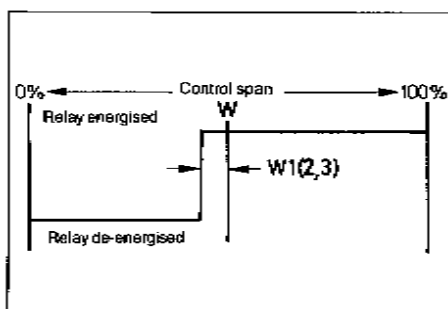 0% Control span 100%
Relay energised W
W1(2,3)
Relay de-energised